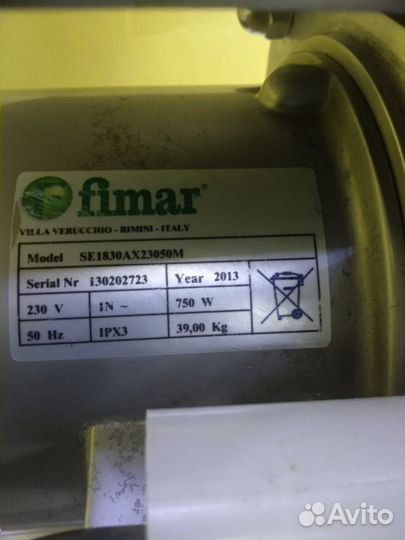 fimar®
VILLA VERUCCHIO - RIMINI - ITALY
Model SE1830AX23050M
Serial Nr 130202723 Year 2013
230 V 1N ~ 750 W
50 Hz IPX3 39,00 Kg
Avito